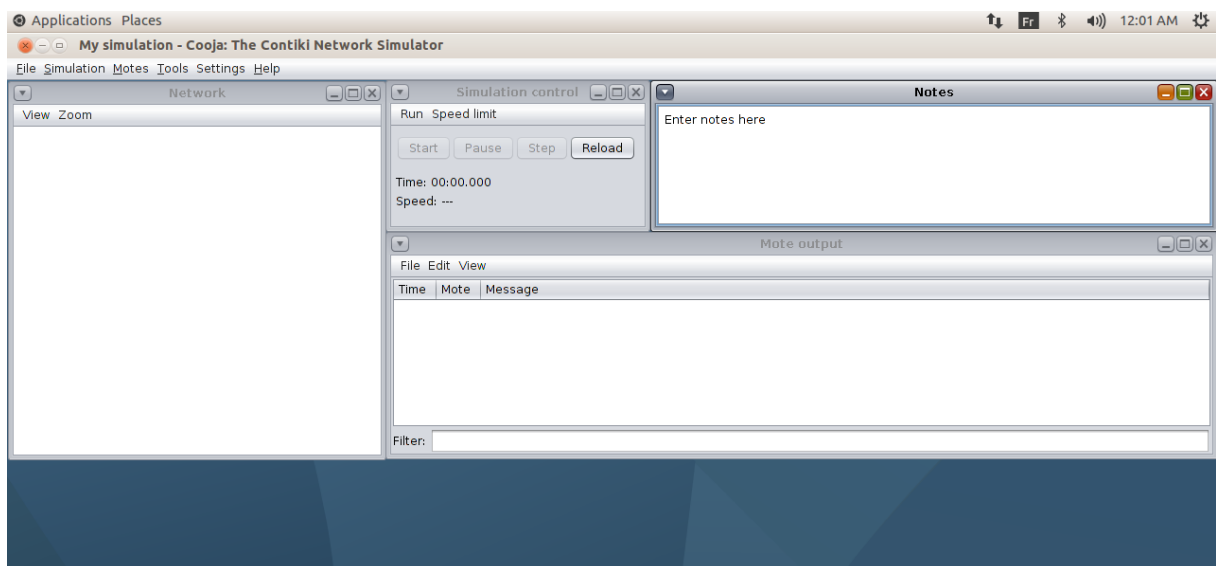 Applications Places Fr 12:01 AM
My simulation - Cooja: The Contiki Network Simulator
File Simulation Motes Tools Settings Help
Network
View Zoom
Simulation control
Run Speed limit
Start Pause Step Reload
Time: 00:00.000
Speed: ---
Notes
Enter notes here
Mote output
File Edit View
Time Mote Message
Filter: